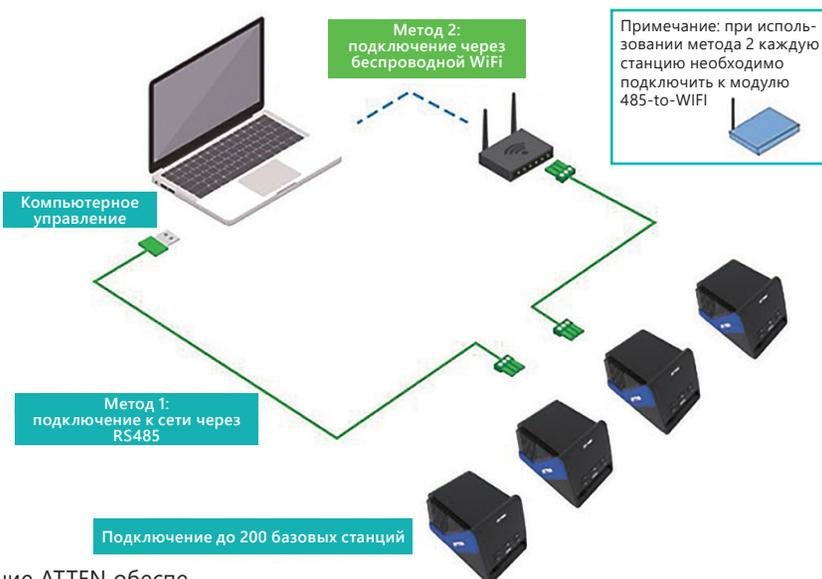 Метод 2:
подключение через
беспроводной WiFi
Примечание: при исполь-
зовании метода 2 каждую
станцию необходимо
подключить к модулю
485-to-WIFI
Компьютерное
управление
Метод 1:
подключение к сети через
RS485
Подключение до 200 базовых станций
ATTEN